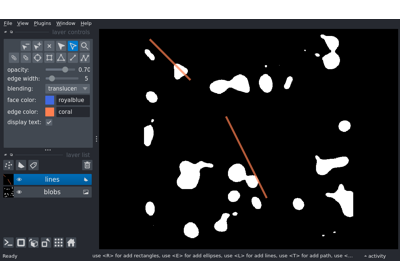 File View Plugins Window Help
layer controls
opacity: 0.70
edge width: 5
blending: translucen
face color: royalblue
edge color: coral
display text:
layer list
lines
blobs
Ready use <R> for add rectangles, use <E> for add ellipses, use <L> for add lines, use <T> for add path, use <... activity